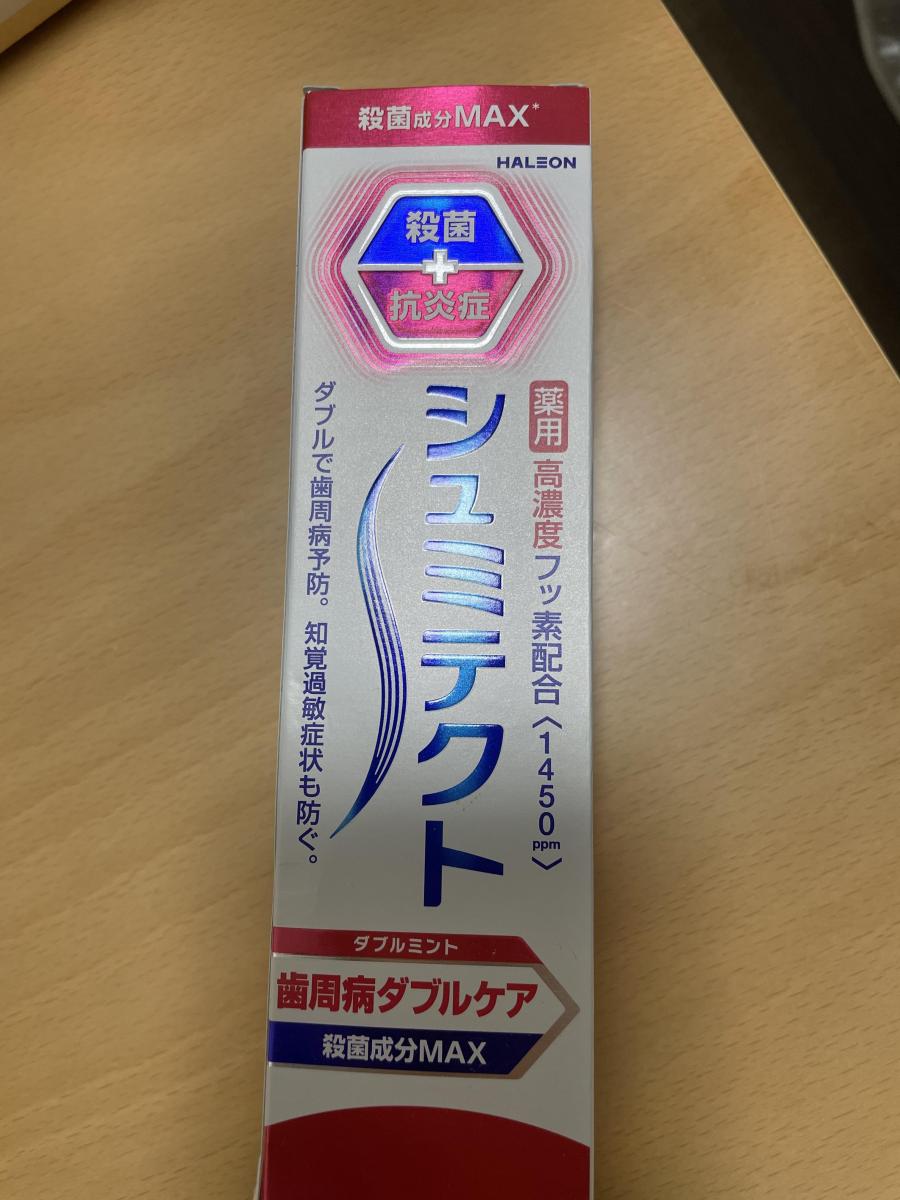 殺菌成分MAX*
HALEON
殺菌
+
抗炎症
薬用 高濃度フッ素配合〈1450ppm〉
シュミテクト
ダブルで歯周病予防。知覚過敏症状も防ぐ。
ダブルミント
歯周病ダブルケア
殺菌成分MAX